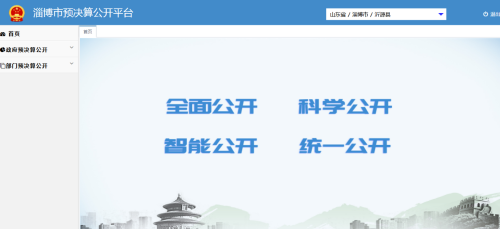 淄博市预决算公开平台
山东省 / 淄博市 / 沂源县
首页
政府预决算公开
部门预决算公开
首页
全面公开 科学公开
智能公开 统一公开